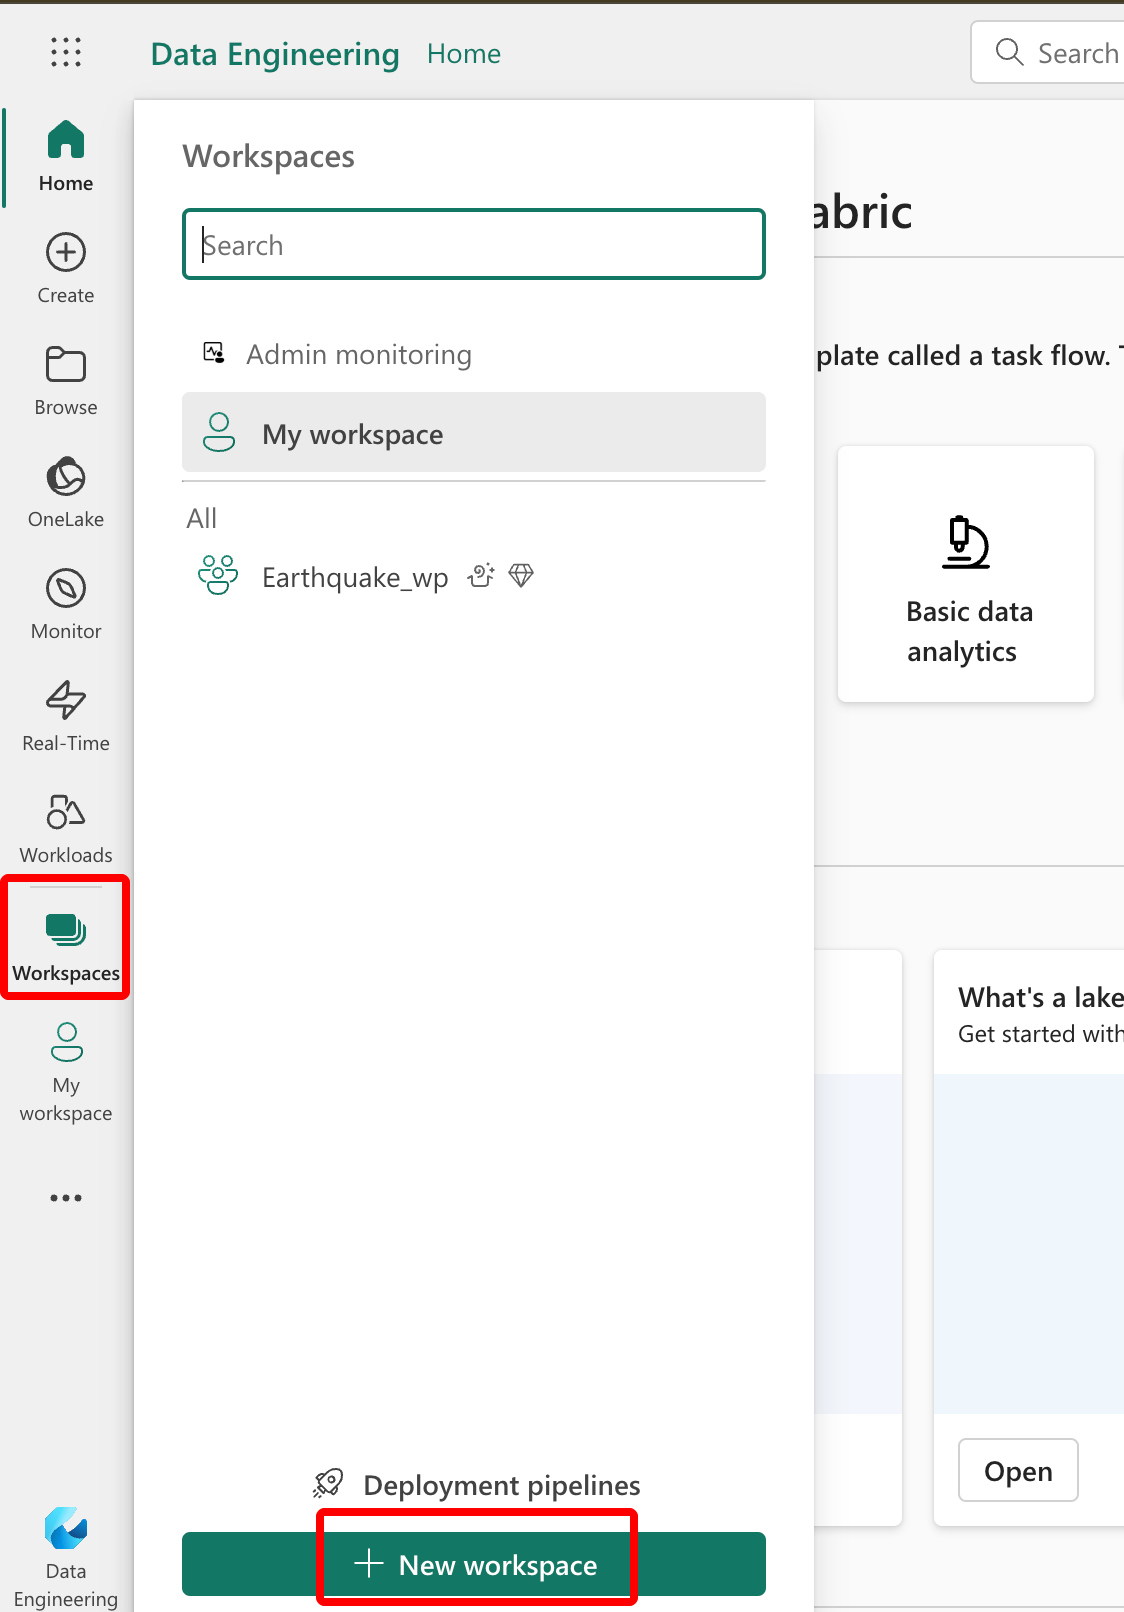 Data Engineering Home
Search
Home
Create
Browse
OneLake
Monitor
Real-Time
Workloads
Workspaces
My
workspace
Data
Engineering
Workspaces
Search
Admin monitoring
My workspace
All
Earthquake_wp
Deployment pipelines
New workspace
abric
plate called a task flow.
Basic data
analytics
What's a lake
Get started with
Open